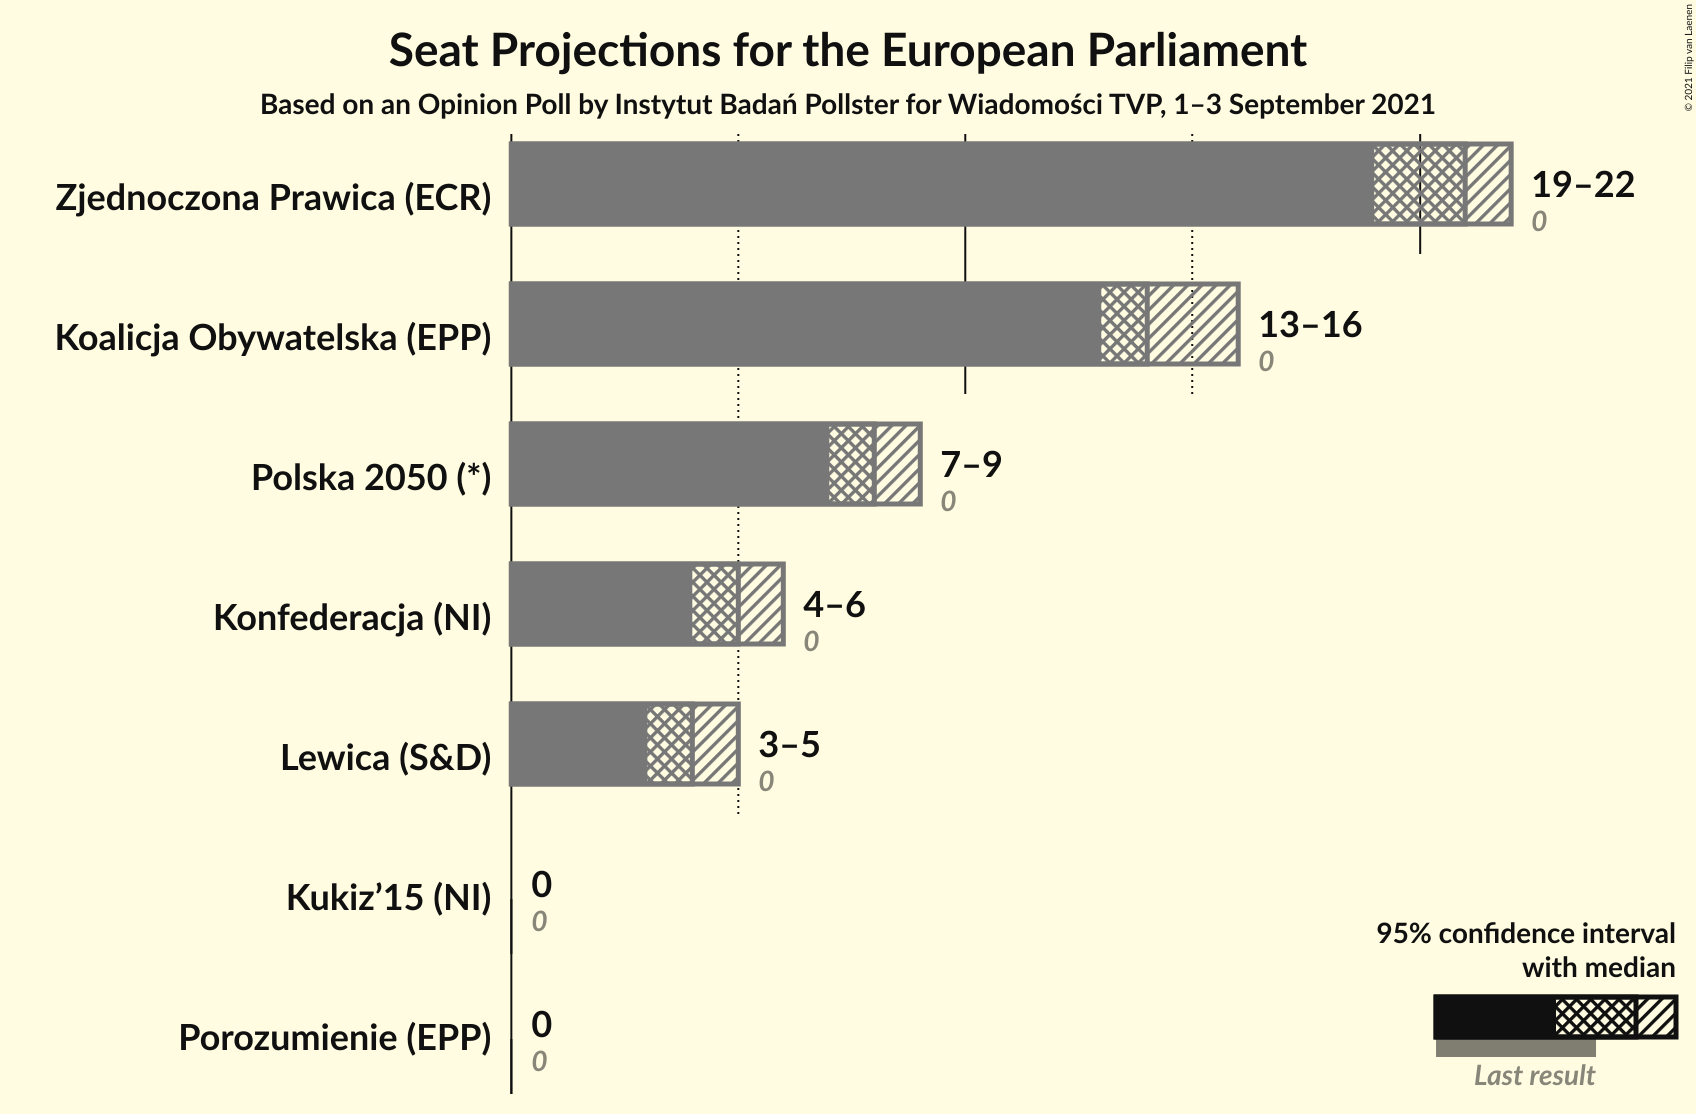 Seat Projections for the European Parliament
Based on an Opinion Poll by Instytut Badań Pollster for Wiadomości TVP, 1–3 September 2021
© 2021 Filip van Laenen
Zjednoczona Prawica (ECR)
19–22
0
Koalicja Obywatelska (EPP)
13–16
0
Polska 2050 (*)
7–9
0
Konfederacja (NI)
4–6
0
Lewica (S&D)
3–5
0
Kukiz’15 (NI)
0
0
Porozumienie (EPP)
0
0
95% confidence interval
with median
Last result